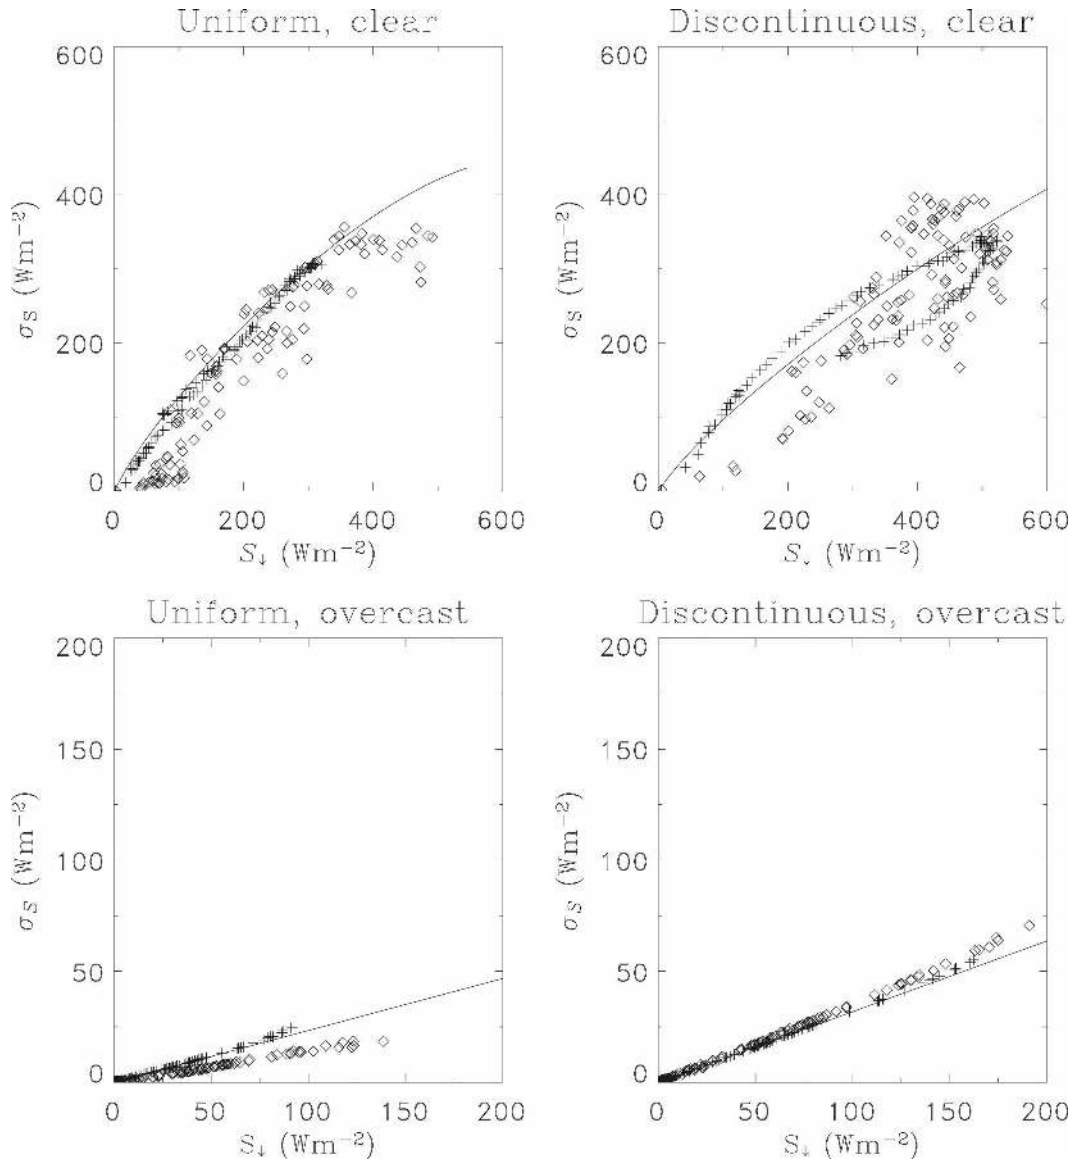 Uniform, clear
600
400
200
0
σS (Wm−2)
0 200 400 600
S↓ (Wm−2)
Discontinuous, clear
600
400
200
0
σS (Wm−2)
0 200 400 600
S↓ (Wm−2)
Uniform, overcast
200
150
100
50
0
σS (Wm−2)
0 50 100 150 200
S↓ (Wm−2)
Discontinuous, overcast
200
150
100
50
0
σS (Wm−2)
0 50 100 150 200
S↓ (Wm−2)